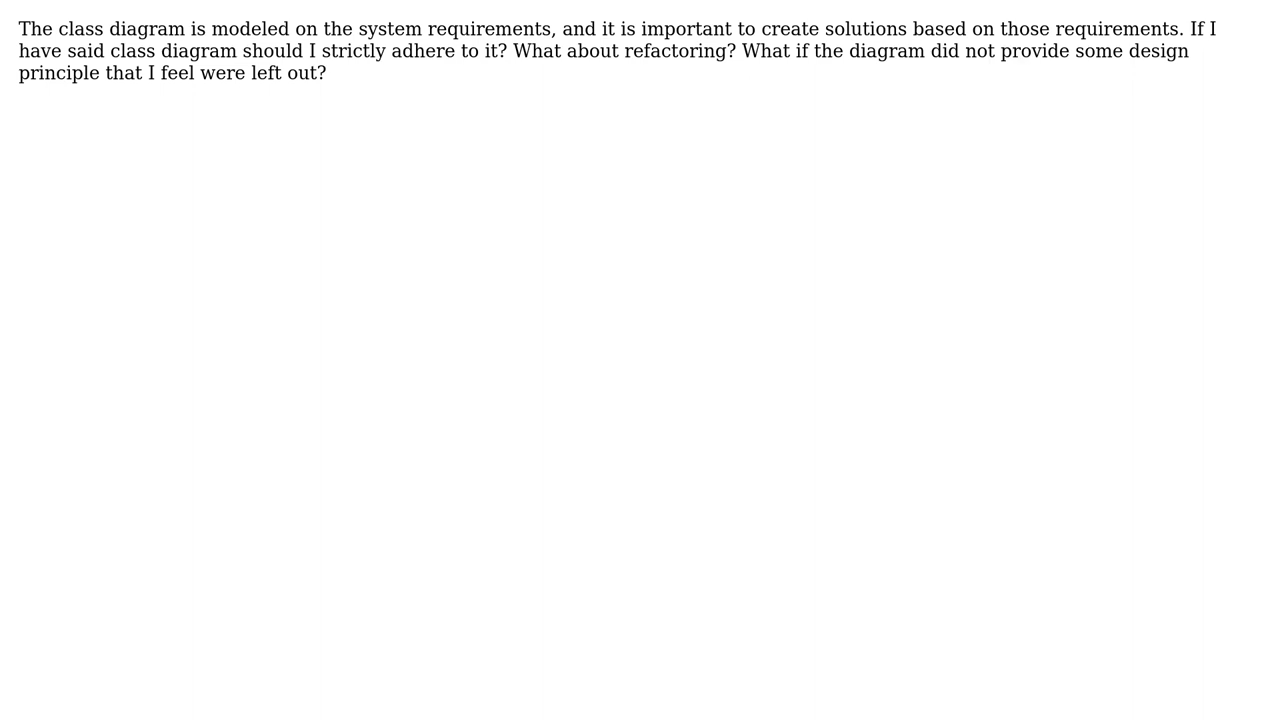 The class diagram is modeled on the system requirements, and it is important to create solutions based on those requirements. If I
have said class diagram should I strictly adhere to it? What about refactoring? What if the diagram did not provide some design
principle that I feel were left out?